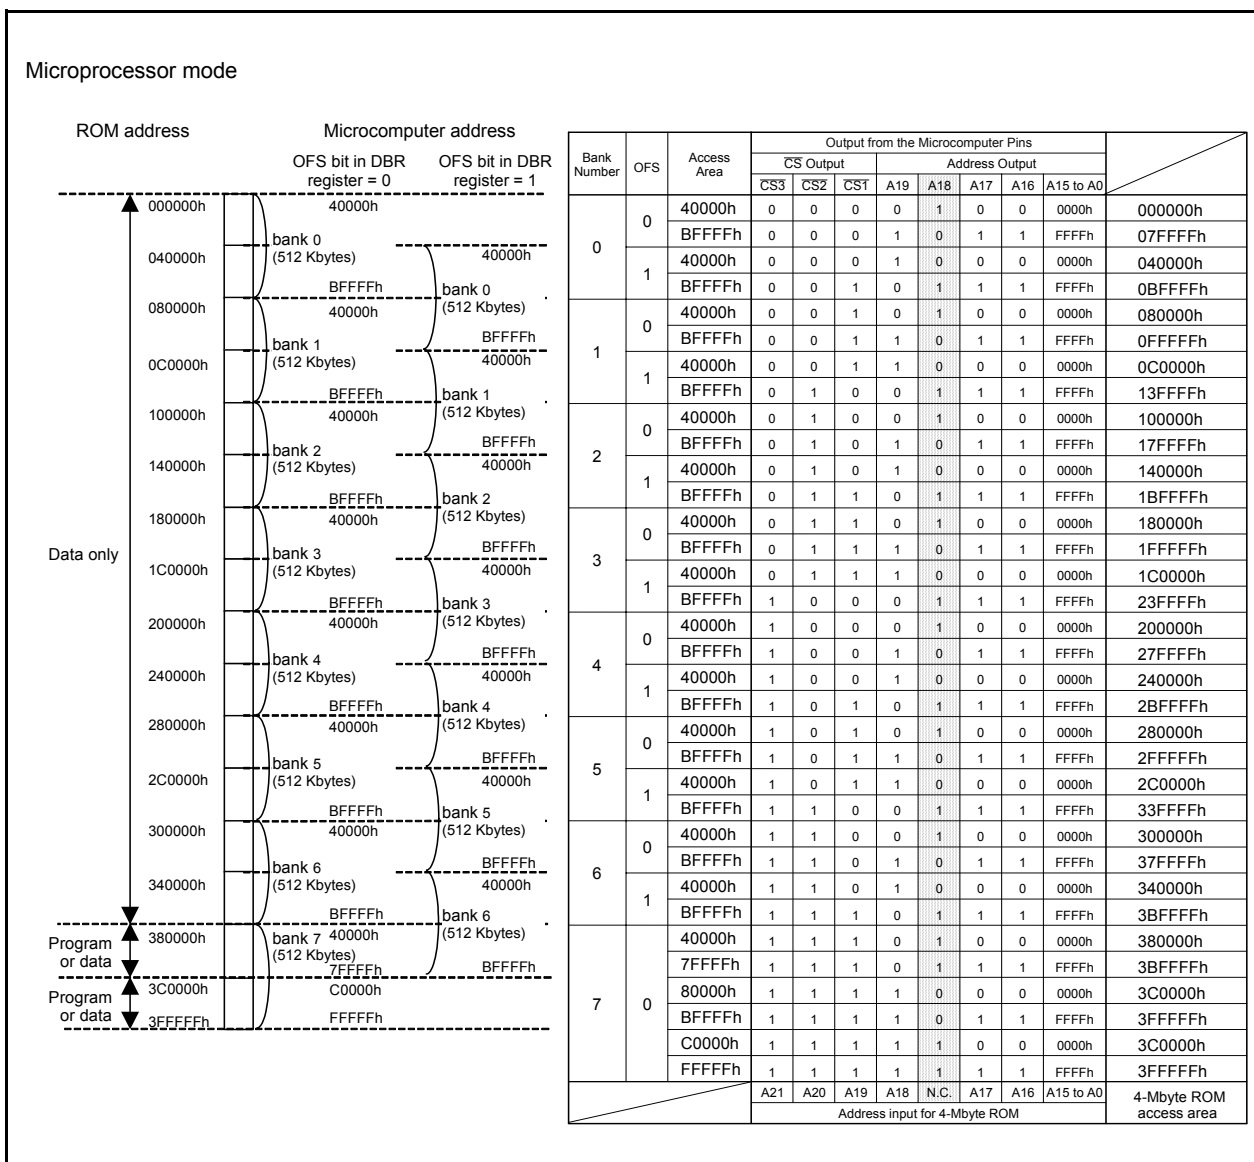 Microprocessor mode
ROM address Microcomputer address
OFS bit in DBR register = 0
OFS bit in DBR register = 1
000000h 40000h
bank 0
(512 Kbytes)
040000h 40000h
BFFFFh bank 0
080000h 40000h (512 Kbytes)
bank 1 BFFFFh
0C0000h (512 Kbytes) 40000h
BFFFFh bank 1
100000h 40000h (512 Kbytes)
bank 2 BFFFFh
140000h (512 Kbytes) 40000h
BFFFFh bank 2
180000h 40000h (512 Kbytes)
Data only bank 3 BFFFFh
1C0000h (512 Kbytes) 40000h
BFFFFh bank 3
200000h 40000h (512 Kbytes)
bank 4 BFFFFh
240000h (512 Kbytes) 40000h
BFFFFh bank 4
280000h 40000h (512 Kbytes)
bank 5 BFFFFh
2C0000h (512 Kbytes) 40000h
BFFFFh bank 5
300000h 40000h (512 Kbytes)
bank 6 BFFFFh
340000h (512 Kbytes) 40000h
BFFFFh bank 6
Program or data 380000h bank 7 40000h (512 Kbytes)
(512 Kbytes) 7FFFFh BFFFFh
Program or data 3C0000h C0000h
3FFFFFh FFFFFh
Bank Number OFS Access Area Output from the Microcomputer Pins
CS Output Address Output
CS3 CS2 CS1 A19 A18 A17 A16 A15 to A0
0 0 40000h 0 0 0 0 1 0 0 0000h 000000h
BFFFFh 0 0 0 1 0 1 1 FFFFh 07FFFFh
1 40000h 0 0 0 1 0 0 0 0000h 040000h
BFFFFh 0 0 1 0 1 1 1 FFFFh 0BFFFFh
1 0 40000h 0 0 1 0 1 0 0 0000h 080000h
BFFFFh 0 0 1 1 0 1 1 FFFFh 0FFFFFh
1 40000h 0 0 1 1 0 0 0 0000h 0C0000h
BFFFFh 0 1 0 0 1 1 1 FFFFh 13FFFFh
2 0 40000h 0 1 0 0 1 0 0 0000h 100000h
BFFFFh 0 1 0 1 0 1 1 FFFFh 17FFFFh
1 40000h 0 1 0 1 0 0 0 0000h 140000h
BFFFFh 0 1 1 0 1 1 1 FFFFh 1BFFFFh
3 0 40000h 0 1 1 0 1 0 0 0000h 180000h
BFFFFh 0 1 1 1 0 1 1 FFFFh 1FFFFFh
1 40000h 0 1 1 1 0 0 0 0000h 1C0000h
BFFFFh 1 0 0 0 1 1 1 FFFFh 23FFFFh
4 0 40000h 1 0 0 0 1 0 0 0000h 200000h
BFFFFh 1 0 0 1 0 1 1 FFFFh 27FFFFh
1 40000h 1 0 0 1 0 0 0 0000h 240000h
BFFFFh 1 0 1 0 1 1 1 FFFFh 2BFFFFh
5 0 40000h 1 0 1 0 1 0 0 0000h 280000h
BFFFFh 1 0 1 1 0 1 1 FFFFh 2FFFFFh
1 40000h 1 0 1 1 0 0 0 0000h 2C0000h
BFFFFh 1 1 0 0 1 1 1 FFFFh 33FFFFh
6 0 40000h 1 1 0 0 1 0 0 0000h 300000h
BFFFFh 1 1 0 1 0 1 1 FFFFh 37FFFFh
1 40000h 1 1 0 1 0 0 0 0000h 340000h
BFFFFh 1 1 1 0 1 1 1 FFFFh 3BFFFFh
7 0 40000h 1 1 1 0 1 0 0 0000h 380000h
7FFFFh 1 1 1 0 1 1 1 FFFFh 3BFFFFh
80000h 1 1 1 1 0 0 0 0000h 3C0000h
BFFFFh 1 1 1 1 0 1 1 FFFFh 3FFFFFh
C0000h 1 1 1 1 1 0 0 0000h 3C0000h
FFFFFh 1 1 1 1 1 1 1 FFFFh 3FFFFFh
A21 A20 A19 A18 N.C. A17 A16 A15 to A0 4-Mbyte ROM access area
Address input for 4-Mbyte ROM